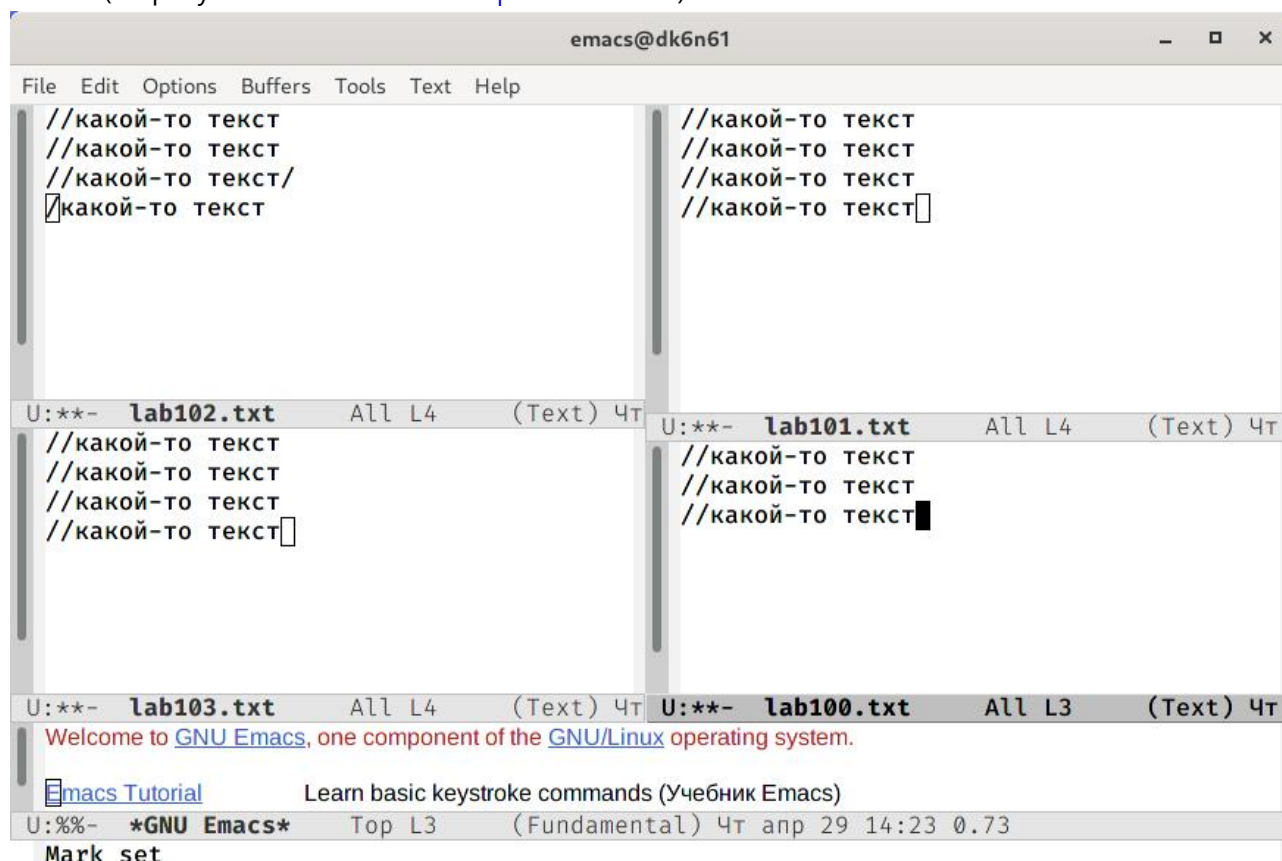 emacs@dk6n61
File Edit Options Buffers Tools Text Help
//какой-то текст
//какой-то текст
//какой-то текст/
/какой-то текст
U:**- lab102.txt All L4 (Text) Чт
//какой-то текст
//какой-то текст
//какой-то текст
//какой-то текст
U:**- lab101.txt All L4 (Text) Чт
//какой-то текст
//какой-то текст
//какой-то текст
//какой-то текст
U:**- lab103.txt All L4 (Text) Чт
//какой-то текст
//какой-то текст
//какой-то текст
U:**- lab100.txt All L3 (Text) Чт
Welcome to GNU Emacs, one component of the GNU/Linux operating system.
Emacs Tutorial Learn basic keystroke commands (Учебник Emacs)
U:%%- *GNU Emacs* Top L3 (Fundamental) Чт апр 29 14:23 0.73
Mark set